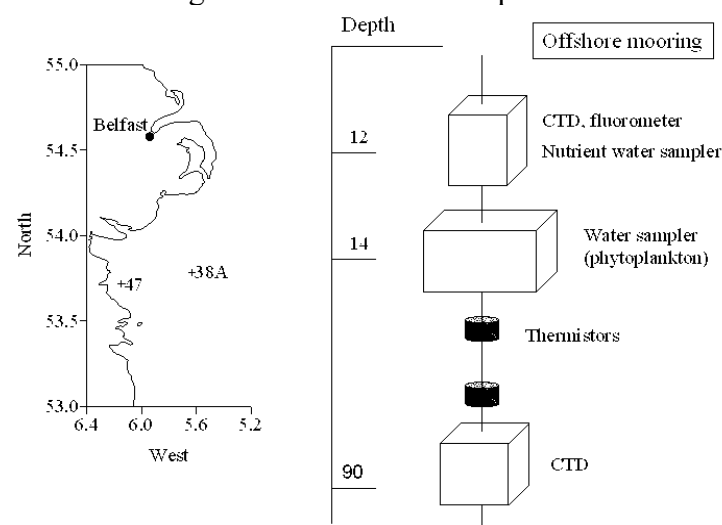 55.0
Belfast
54.5
54.0
+47
+38A
53.5
53.0
6.4 6.0 5.6 5.2
West
North
Depth
Offshore mooring
12
CTD, fluorometer
Nutrient water sampler
14
Water sampler
(phytoplankton)
Thermistors
90
CTD